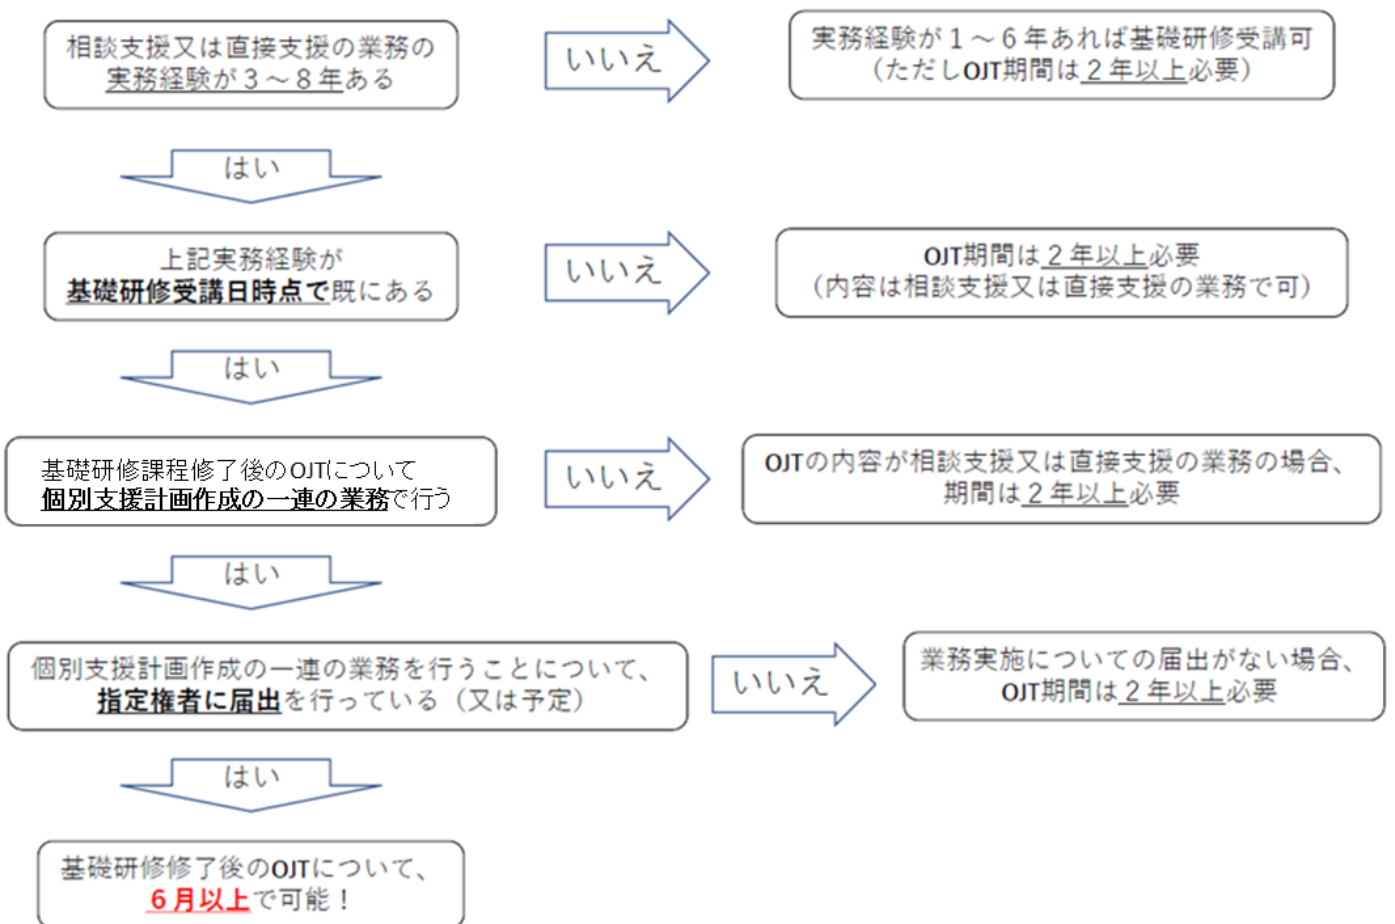 相談支援又は直接支援の業務の
実務経験が３～８年ある
いいえ
実務経験が１～６年あれば基礎研修受講可
（ただしOJT期間は２年以上必要）
はい
上記実務経験が
基礎研修受講日時点で既にある
いいえ
OJT期間は２年以上必要
（内容は相談支援又は直接支援の業務で可）
はい
基礎研修課程修了後のOJTについて
個別支援計画作成の一連の業務で行う
いいえ
OJTの内容が相談支援又は直接支援の業務の場合、
期間は２年以上必要
はい
個別支援計画作成の一連の業務を行うことについて、
指定権者に届出を行っている（又は予定）
いいえ
業務実施についての届出がない場合、
OJT期間は２年以上必要
はい
基礎研修修了後のOJTについて、
６月以上で可能！